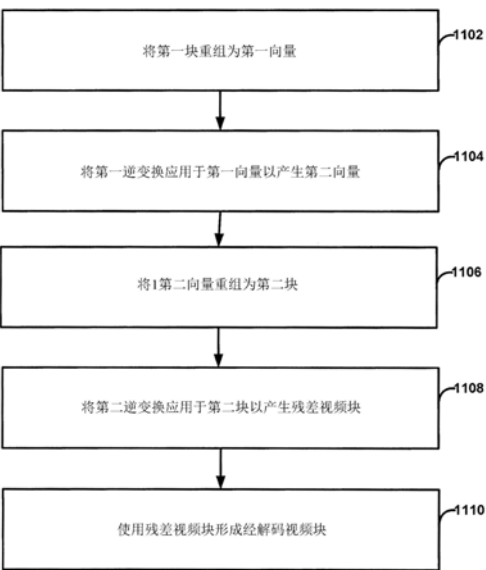 将第一块重组为第一向量
1102
将第一逆变换应用于第一向量以产生第二向量
1104
将1第二向量重组为第二块
1106
将第二逆变换应用于第二块以产生残差视频块
1108
使用残差视频块形成经解码视频块
1110